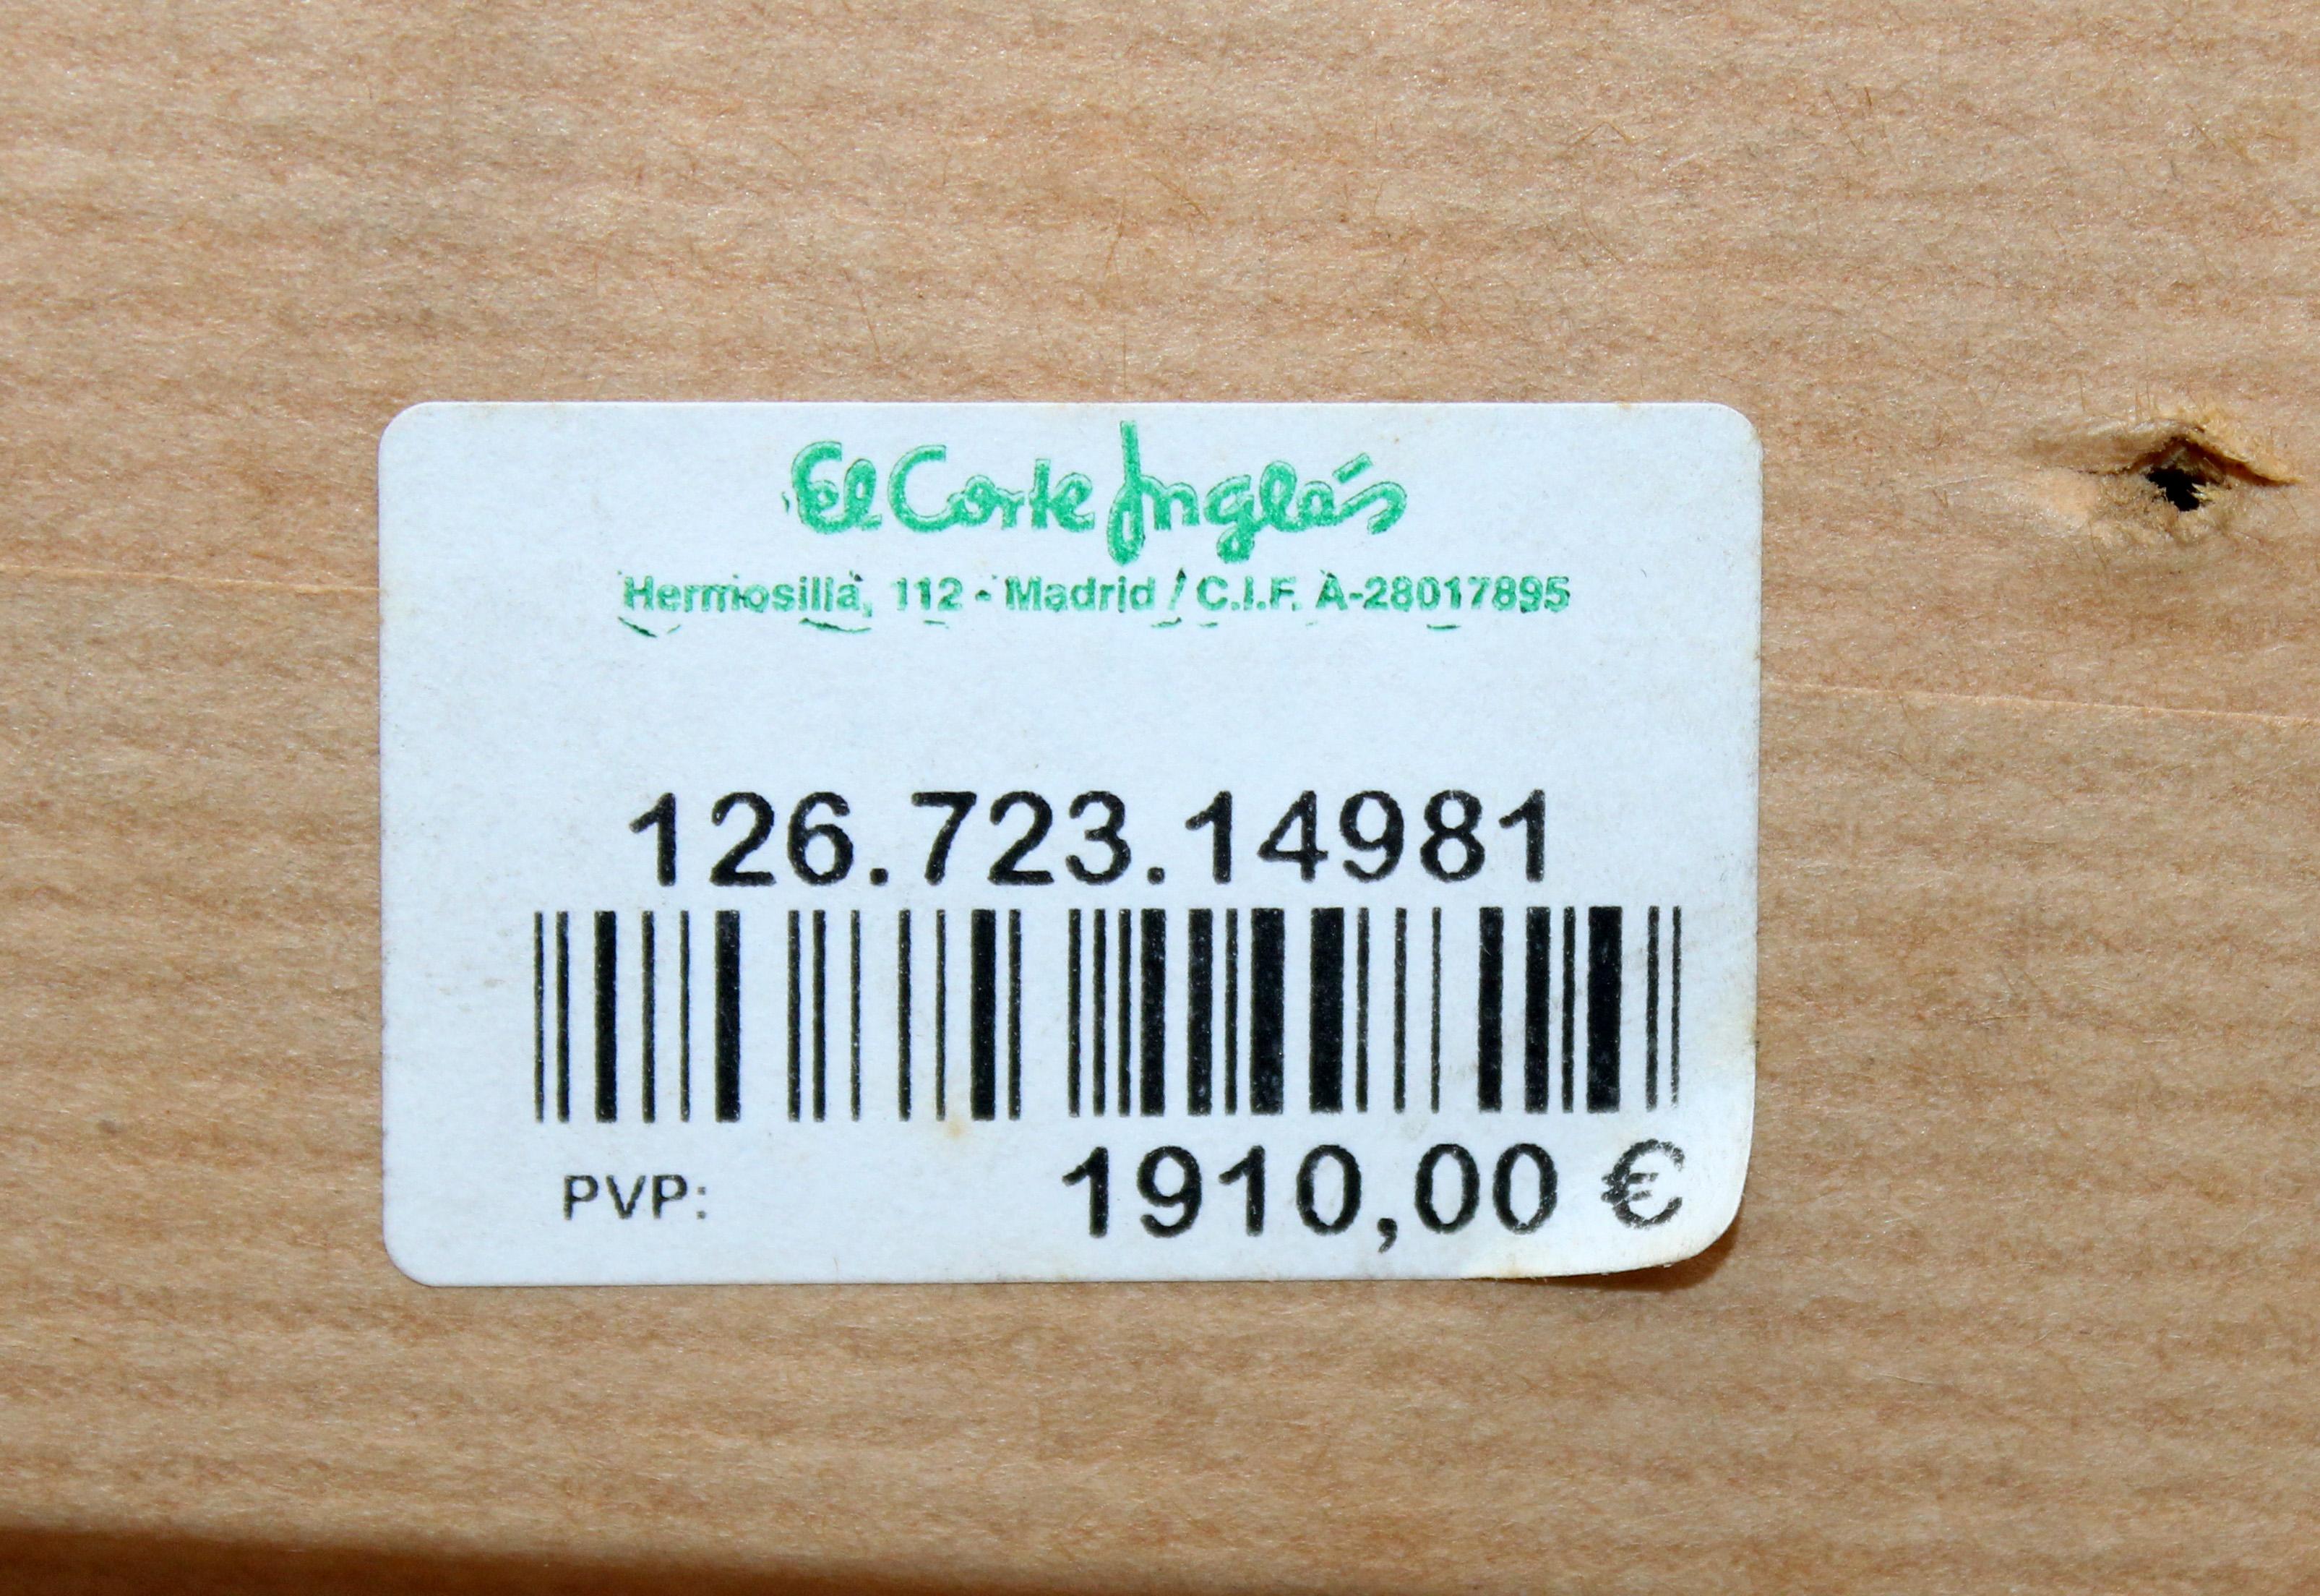 El Corte Inglés
Hermosilla, 112 - Madrid / C.I.F. A-28017895
126.723.14981
PVP: 1910,00 €